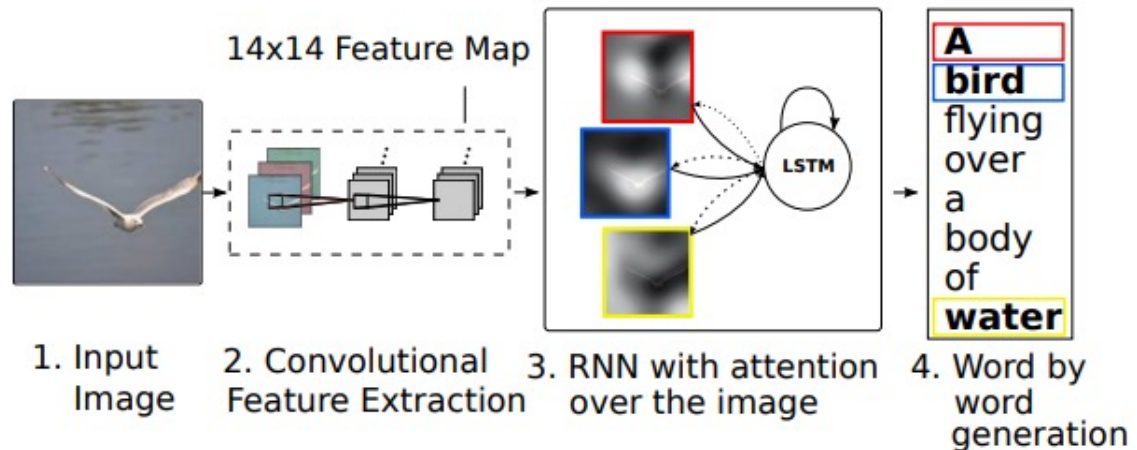 14x14 Feature Map
LSTM
A
bird
flying
over
a
body
of
water
1. Input
Image
2. Convolutional
Feature Extraction
3. RNN with attention
over the image
4. Word by
word
generation